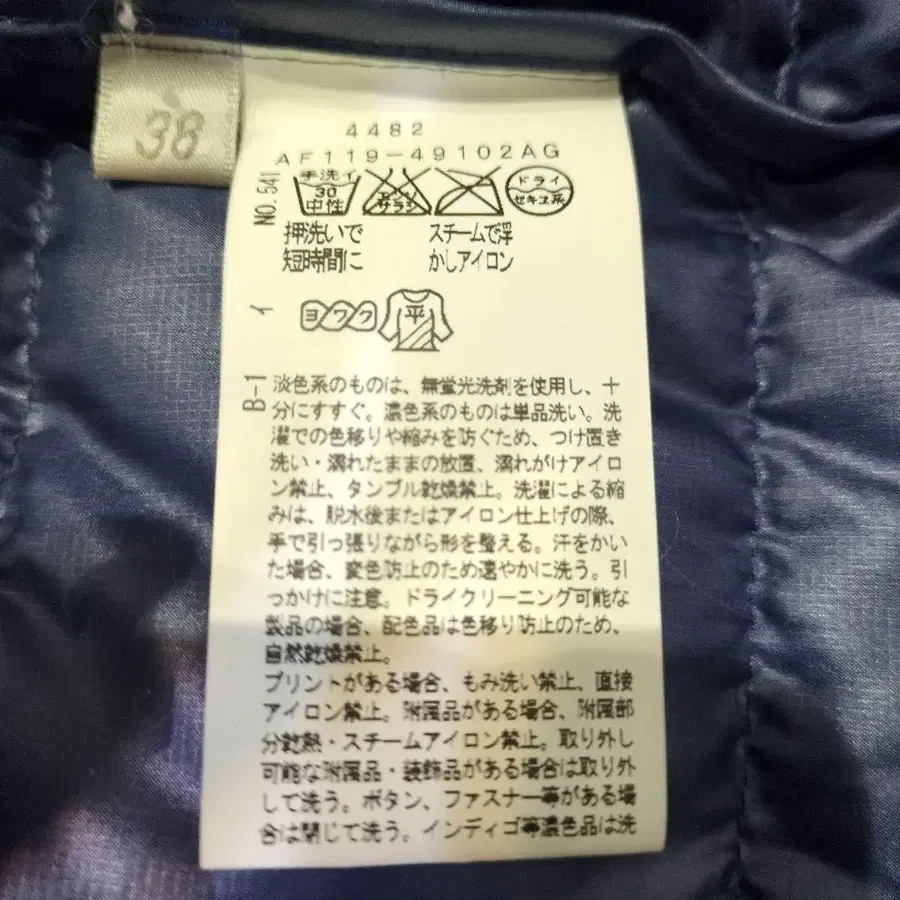 38
4482
AF119-49102AG
NO.541
手洗イ
30
中性
エンソ
サラシ
ドライ
セキユ系
押洗いで
短時間に
スチームで浮
かしアイロン
イ
ヨワク
平
B-1
淡色系のものは、無蛍光洗剤を使用し、十
分にすすぐ。濃色系のものは単品洗い。洗
濯での色移りや縮みを防ぐため、つけ置き
洗い・濡れたままの放置、濡れがけアイロ
ン禁止、タンブル乾燥禁止。洗濯による縮
みは、脱水後またはアイロン仕上げの際、
手で引っ張りながら形を整える。汗をかい
た場合、変色防止のため速やかに洗う。引
っかけに注意。ドライクリーニング可能な
製品の場合、配色品は色移り防止のため、
自然乾燥禁止。
プリントがある場合、もみ洗い禁止、直接
アイロン禁止。附属品がある場合、附属部
分乾熱・スチームアイロン禁止。取り外し
可能な附属品・装飾品がある場合は取り外
して洗う。ボタン、ファスナー等がある場
合は閉じて洗う。インディゴ等濃色品は洗